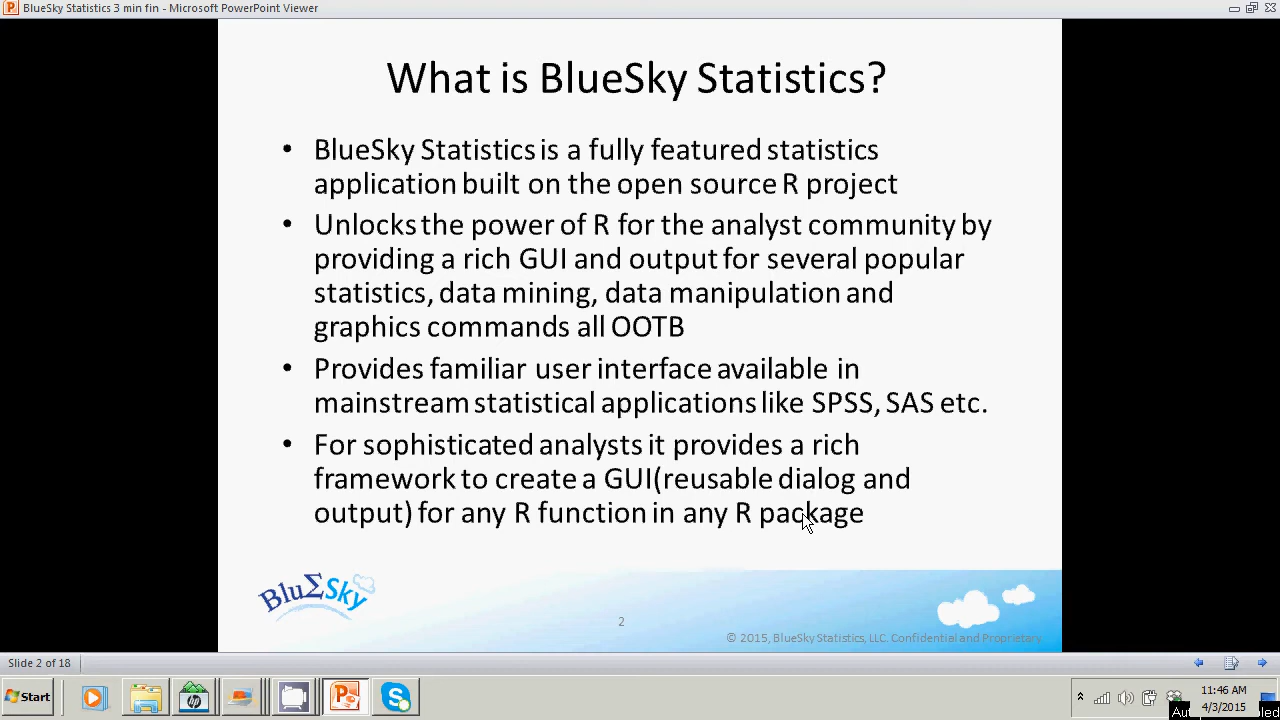 BlueSky Statistics 3 min fin - Microsoft PowerPoint Viewer
What is BlueSky Statistics?
• BlueSky Statistics is a fully featured statistics
application built on the open source R project
• Unlocks the power of R for the analyst community by
providing a rich GUI and output for several popular
statistics, data mining, data manipulation and
graphics commands all OOTB
• Provides familiar user interface available in
mainstream statistical applications like SPSS, SAS etc.
• For sophisticated analysts it provides a rich
framework to create a GUI(reusable dialog and
output) for any R function in any R package
BluΣSky
2
© 2015, BlueSky Statistics, LLC. Confidential and Proprietary.
Slide 2 of 18
Start
11:46 AM
4/3/2015